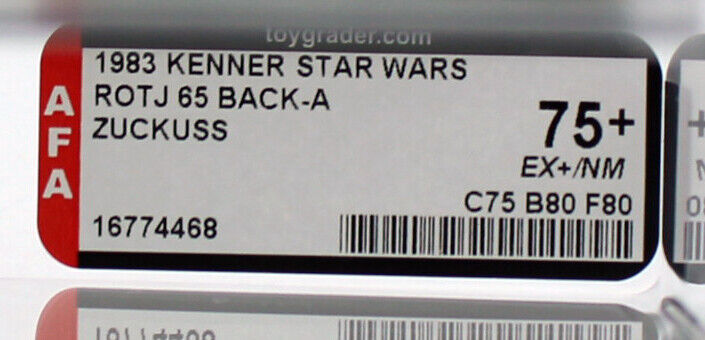 toygrader.com
AFA
1983 KENNER STAR WARS
ROTJ 65 BACK-A
ZUCKUSS
75+
EX+/NM
C75 B80 F80
16774468